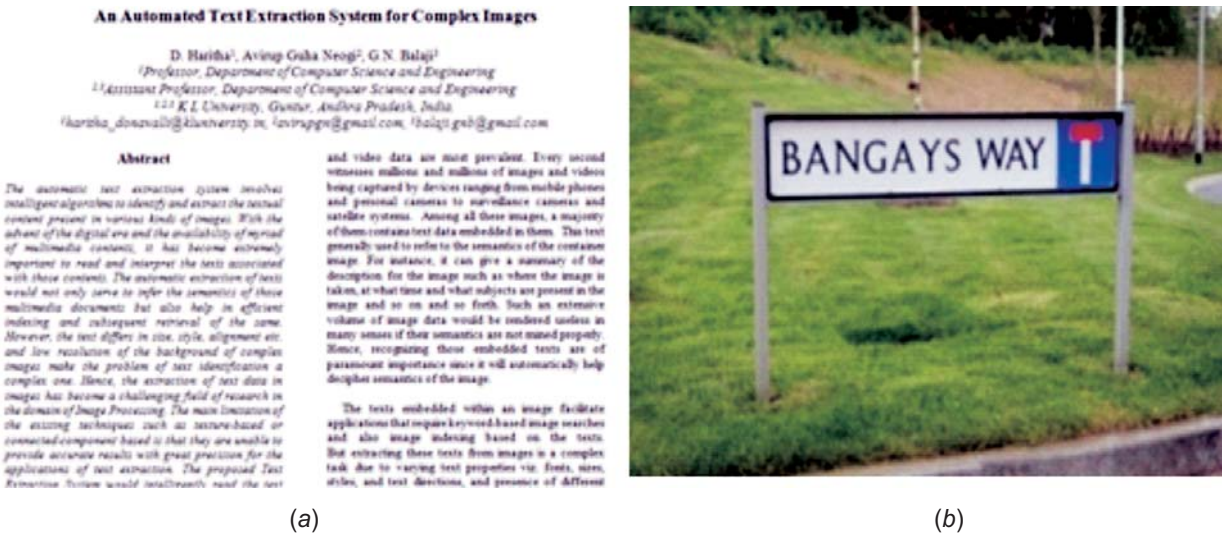 An Automated Text Extraction System for Complex Images
D. Haritha¹, Avirup Guha Neogi², G.N. Balaji³
¹Professor, Department of Computer Science and Engineering
²,³Assistant Professor, Department of Computer Science and Engineering
¹,²,³ K L University, Guntur, Andhra Pradesh, India
¹haritha_donavalli@kluniversity.in, ²avirupgn@gmail.com, ³balaji.gnb@gmail.com
Abstract
The automatic text extraction system involves
intelligent algorithms to identify and extract the textual
content present in various kinds of images. With the
advent of the digital era and the availability of myriad
of multimedia contents, it has become extremely
important to read and interpret the texts associated
with those contents. The automatic extraction of texts
would not only serve to infer the semantics of those
multimedia documents but also help in efficient
indexing and subsequent retrieval of the same.
However, the text differs in size, style, alignment etc.
and low resolution of the background of complex
images make the problem of text identification a
complex one. Hence, the extraction of text data in
images has become a challenging field of research in
the domain of Image Processing. The main limitation of
the existing techniques such as texture-based or
connected-component based is that they are unable to
provide accurate results with great precision for the
applications of text extraction. The proposed Text
Extraction System would intelligently read the text
and video data are most prevalent. Every second
witnesses millions and millions of images and videos
being captured by devices ranging from mobile phones
and personal cameras to surveillance cameras and
satellite systems. Among all these images, a majority
of them contains text data embedded in them. This text
generally used to refer to the semantics of the container
image. For instance, it can give a summary of the
description for the image such as where the image is
taken, at what time and what subjects are present in the
image and so on and so forth. Such an extensive
volume of image data would be rendered useless in
many senses if their semantics are not mined properly.
Hence, recognizing those embedded texts are of
paramount importance since it will automatically help
decipher semantics of the image.
The texts embedded within an image facilitate
applications that require keyword-based image searches
and also image indexing based on the texts.
But extracting these texts from images is a complex
task due to varying text properties viz. fonts, sizes,
styles, and text directions, and presence of different
(a)
BANGAYS WAY
(b)